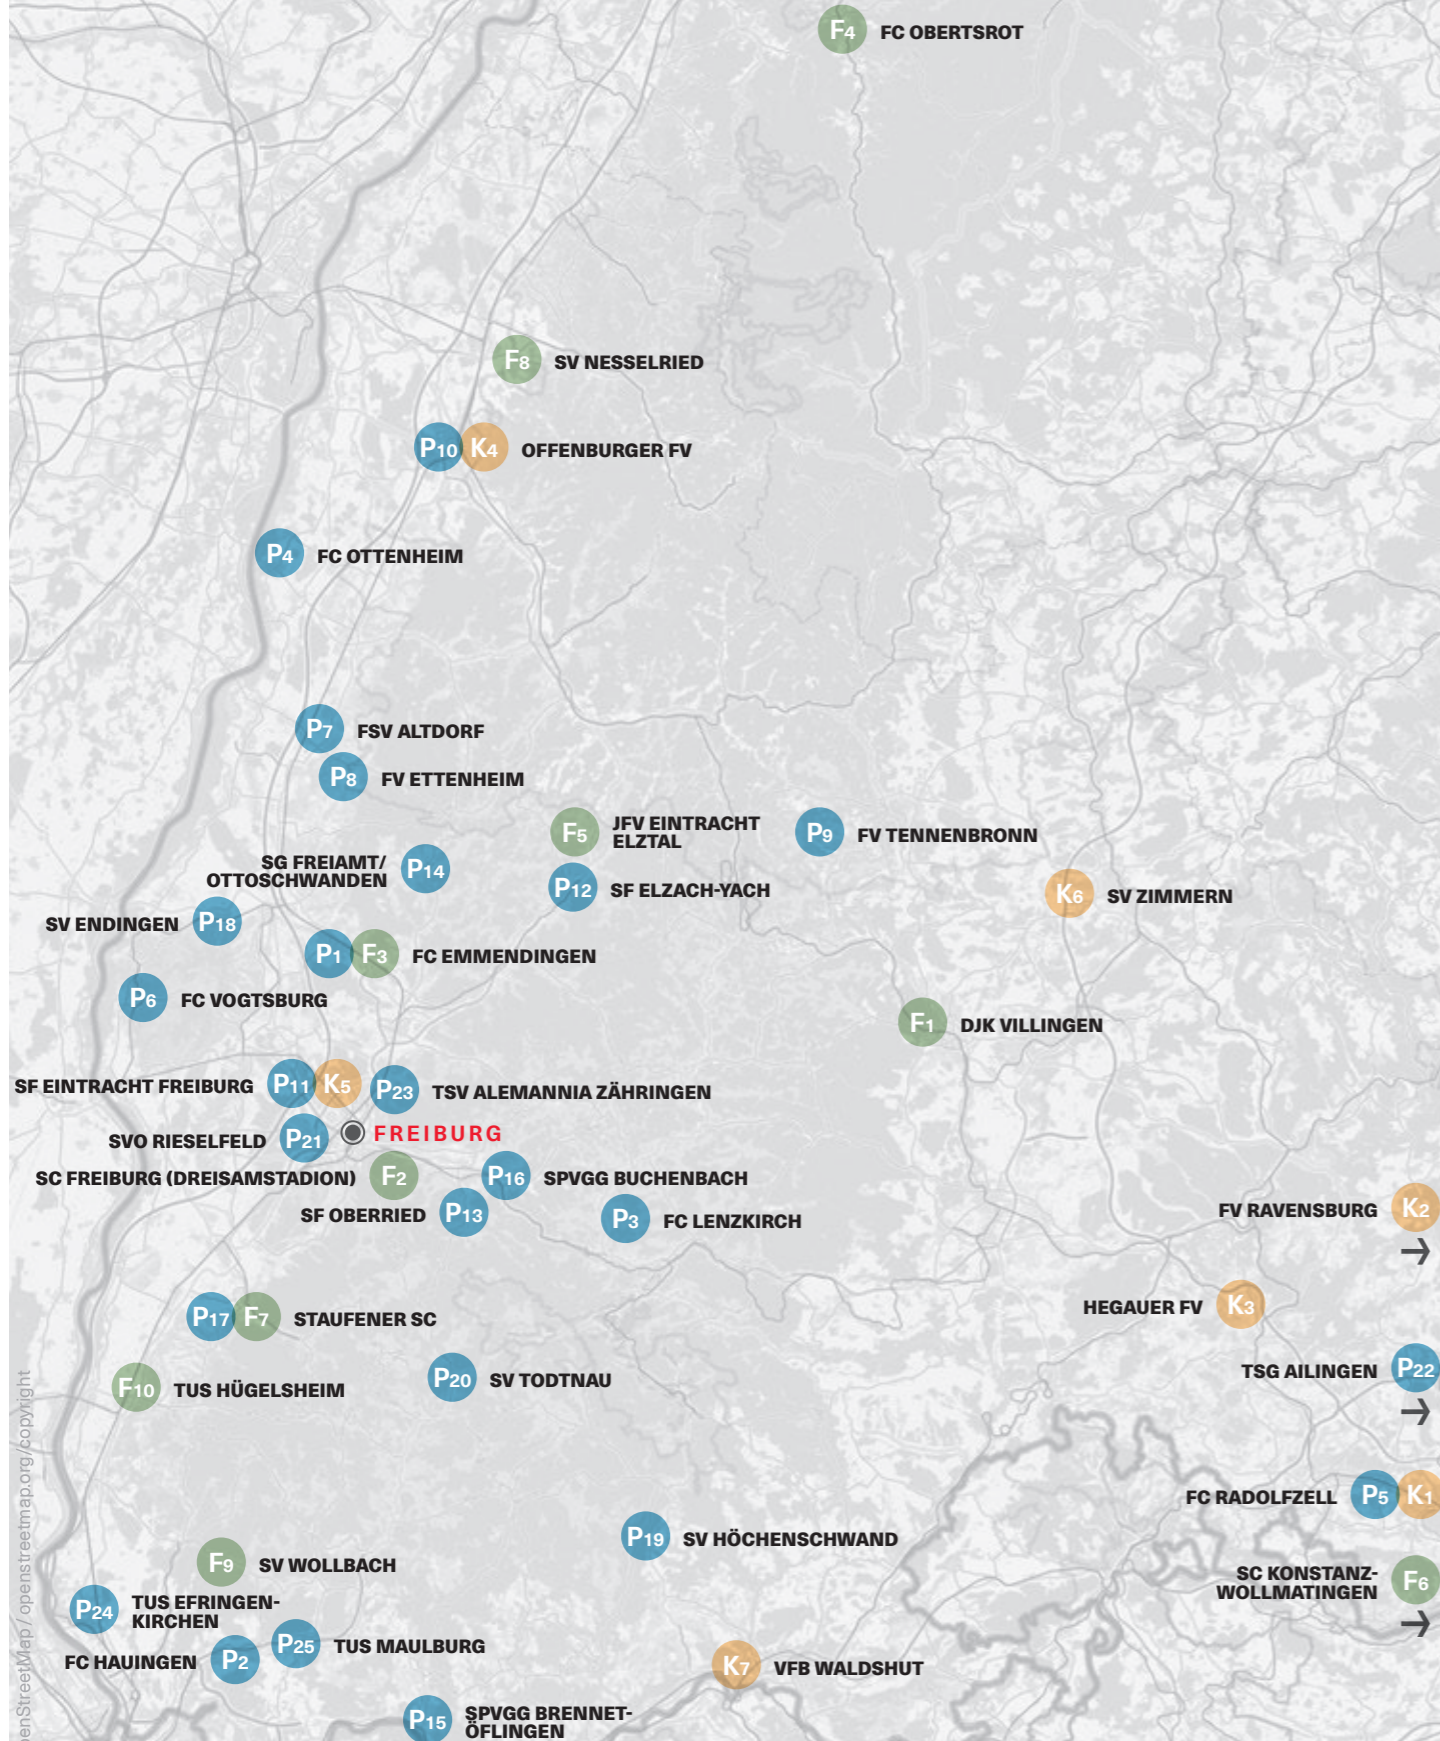 F4 FC OBERTSROT
F8 SV NESSELRIED
P10 K4 OFFENBURGER FV
P4 FC OTTENHEIM
P7 FSV ALTDORF
P8 FV ETTENHEIM
F5 JFV EINTRACHT
ELZTAL
P9 FV TENNENBRONN
SG FREIAMT/
OTTOSCHWANDEN P14
P12 SF ELZACH-YACH
K6 SV ZIMMERN
SV ENDINGEN P18
P1 F3 FC EMMENDINGEN
P6 FC VOGTSBURG
F1 DJK VILLINGEN
SF EINTRACHT FREIBURG P11 K5
P23 TSV ALEMANNIA ZÄHRINGEN
SVO RIESELFELD P21
FREIBURG
SC FREIBURG (DREISAMSTADION) F2
P16 SPVGG BUCHENBACH
SF OBERRIED P13
P3 FC LENZKIRCH
FV RAVENSBURG K2
→
HEGAUER FV K3
P17 F7 STAUFENER SC
TSG AILINGEN P22
→
F10 TUS HÜGELSHEIM
P20 SV TODTNAU
FC RADOLFZELL P5 K1
P19 SV HÖCHENSCHWAND
F9 SV WOLLBACH
SC KONSTANZ-
WOLLMATINGEN F6
→
P24 TUS EFRINGEN-
KIRCHEN
FC HAUINGEN P2
P25 TUS MAULBURG
K7 VFB WALDSHUT
P15 SPVGG BRENNET-
ÖFLINGEN
enStreetMap / openstreetmap.org/copyright